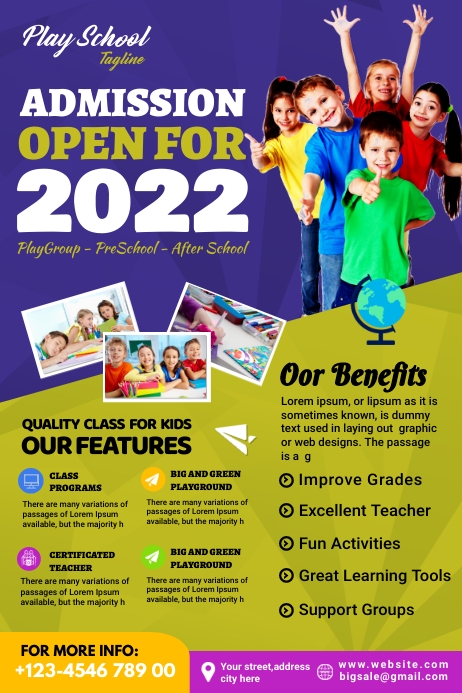 Play School
Tagline
ADMISSION
OPEN FOR
2022
PlayGroup - PreSchool - After School
Oor Benefits
Lorem ipsum, or lipsum as it is
sometimes known, is dummy
text used in laying out graphic
or web designs. The passage
is a g
Improve Grades
Excellent Teacher
Fun Activities
Great Learning Tools
Support Groups
QUALITY CLASS FOR KIDS
OUR FEATURES
CLASS
PROGRAMS
There are many variations of
passages of Lorem Ipsum
available, but the majority h
BIG AND GREEN
PLAYGROUND
There are many variations of
passages of Lorem Ipsum
available, but the majority h
CERTIFICATED
TEACHER
There are many variations of
passages of Lorem Ipsum
available, but the majority h
BIG AND GREEN
PLAYGROUND
There are many variations of
passages of Lorem Ipsum
available, but the majority h
FOR MORE INFO:
+123-4546 789 00
Your street,address
city here
www.website.com
bigsale@gmail.com